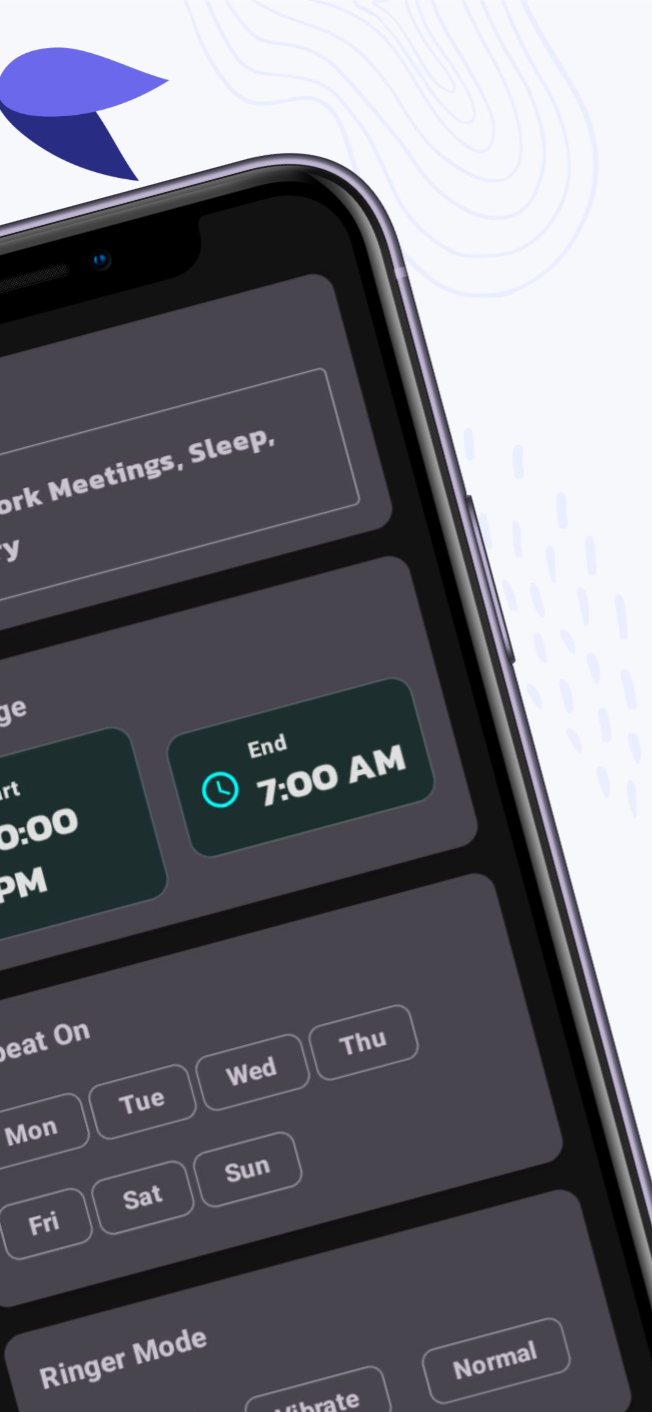 ork Meetings, Sleep,
ry
ge
art
End
0:00
PM
7:00 AM
peat On
Mon
Tue
Wed
Thu
Fri
Sat
Sun
Ringer Mode
Vibrate
Normal